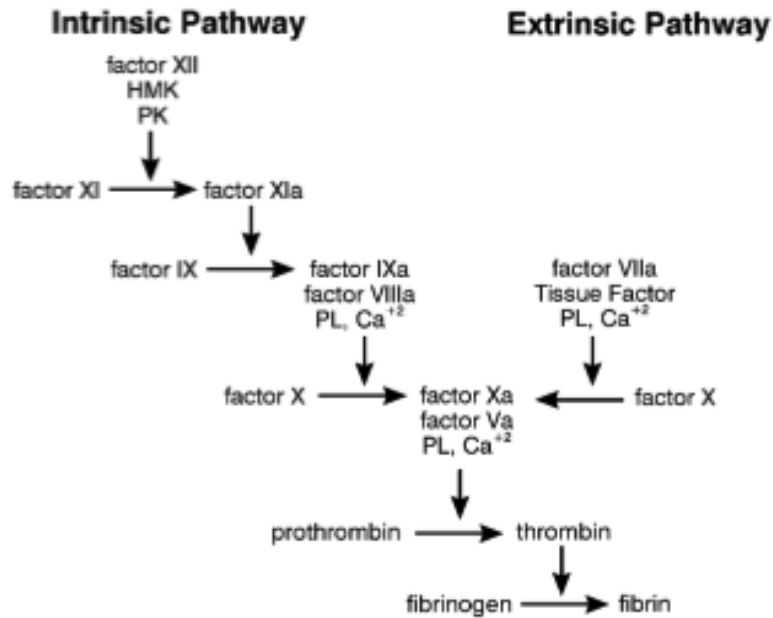 Intrinsic Pathway
Extrinsic Pathway
factor XII
HMK
PK
factor XI
factor XIa
factor IX
factor IXa
factor VIIIa
PL, Ca+2
factor VIIa
Tissue Factor
PL, Ca+2
factor X
factor Xa
factor Va
PL, Ca+2
factor X
prothrombin
thrombin
fibrinogen
fibrin